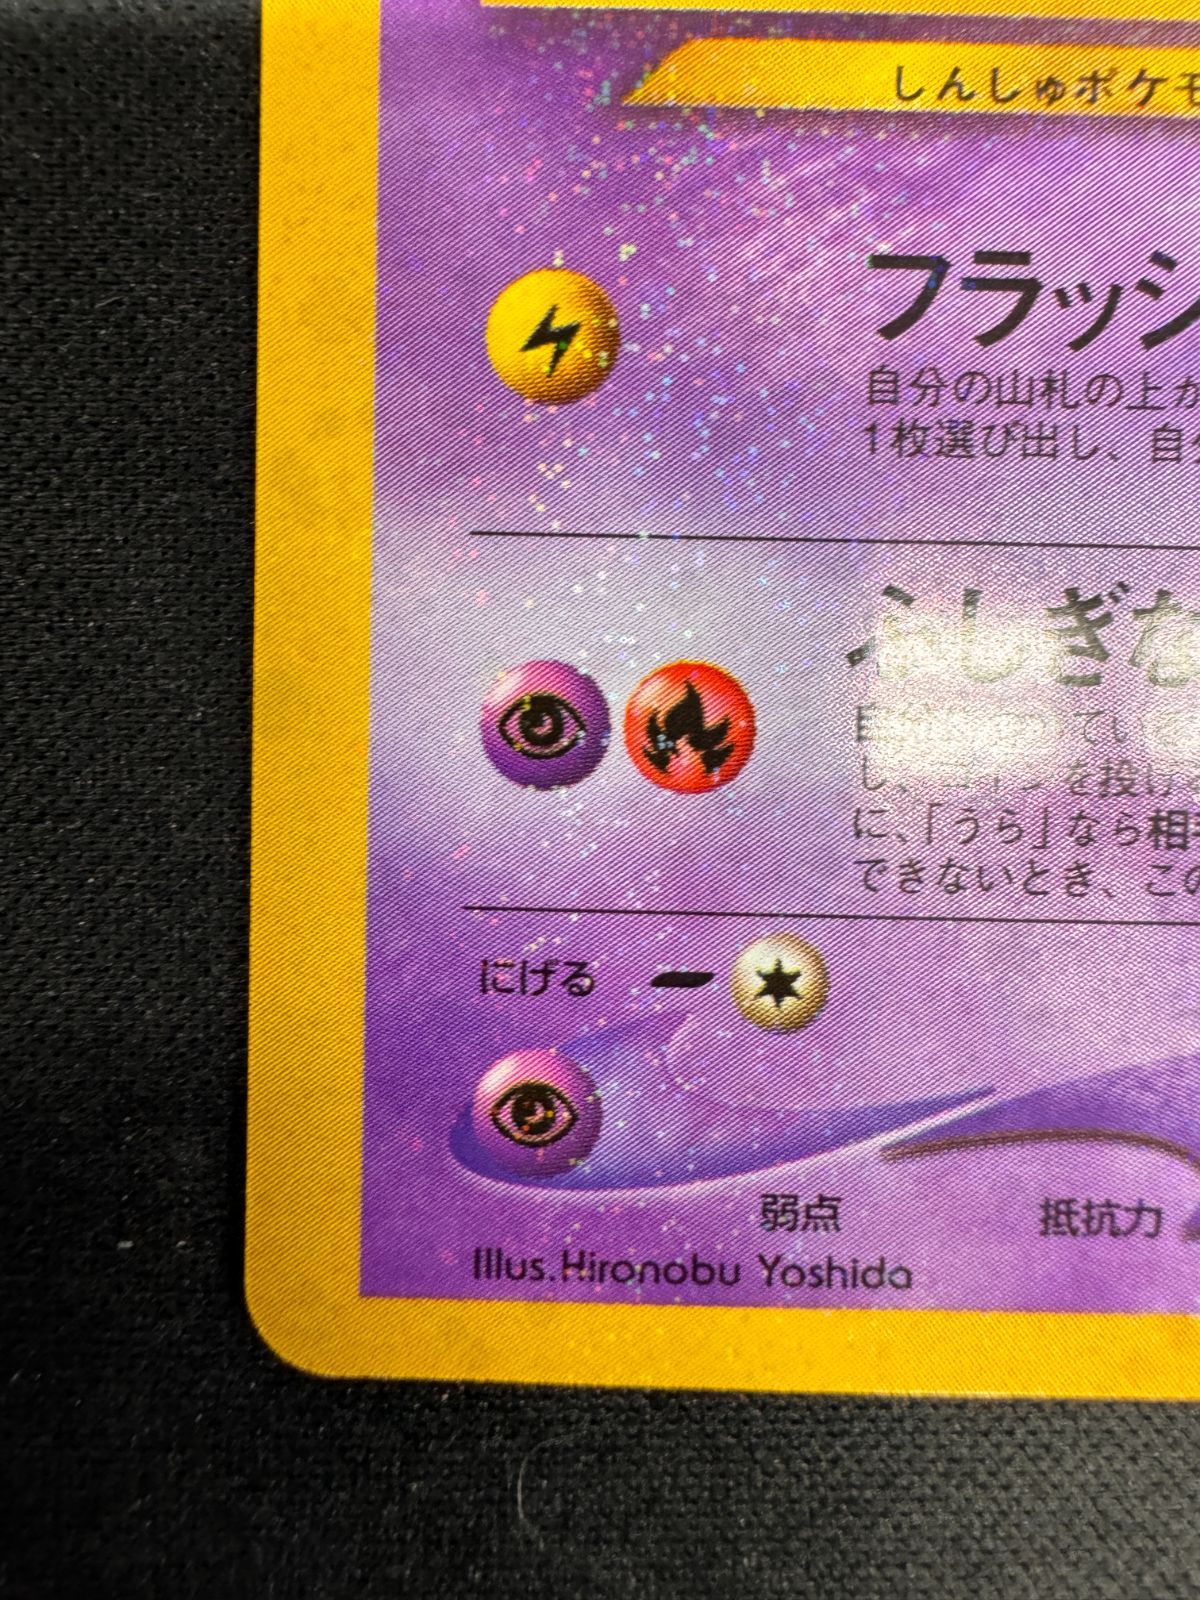 しんしゅポケモ
フラッシ
自分の山札の上か
1枚選び出し、自分
ふしぎな
てい
し、コインを投げ
に、「うら」なら相手
できないとき、この
にげる
弱点 抵抗力
Illus.Hironobu Yoshida